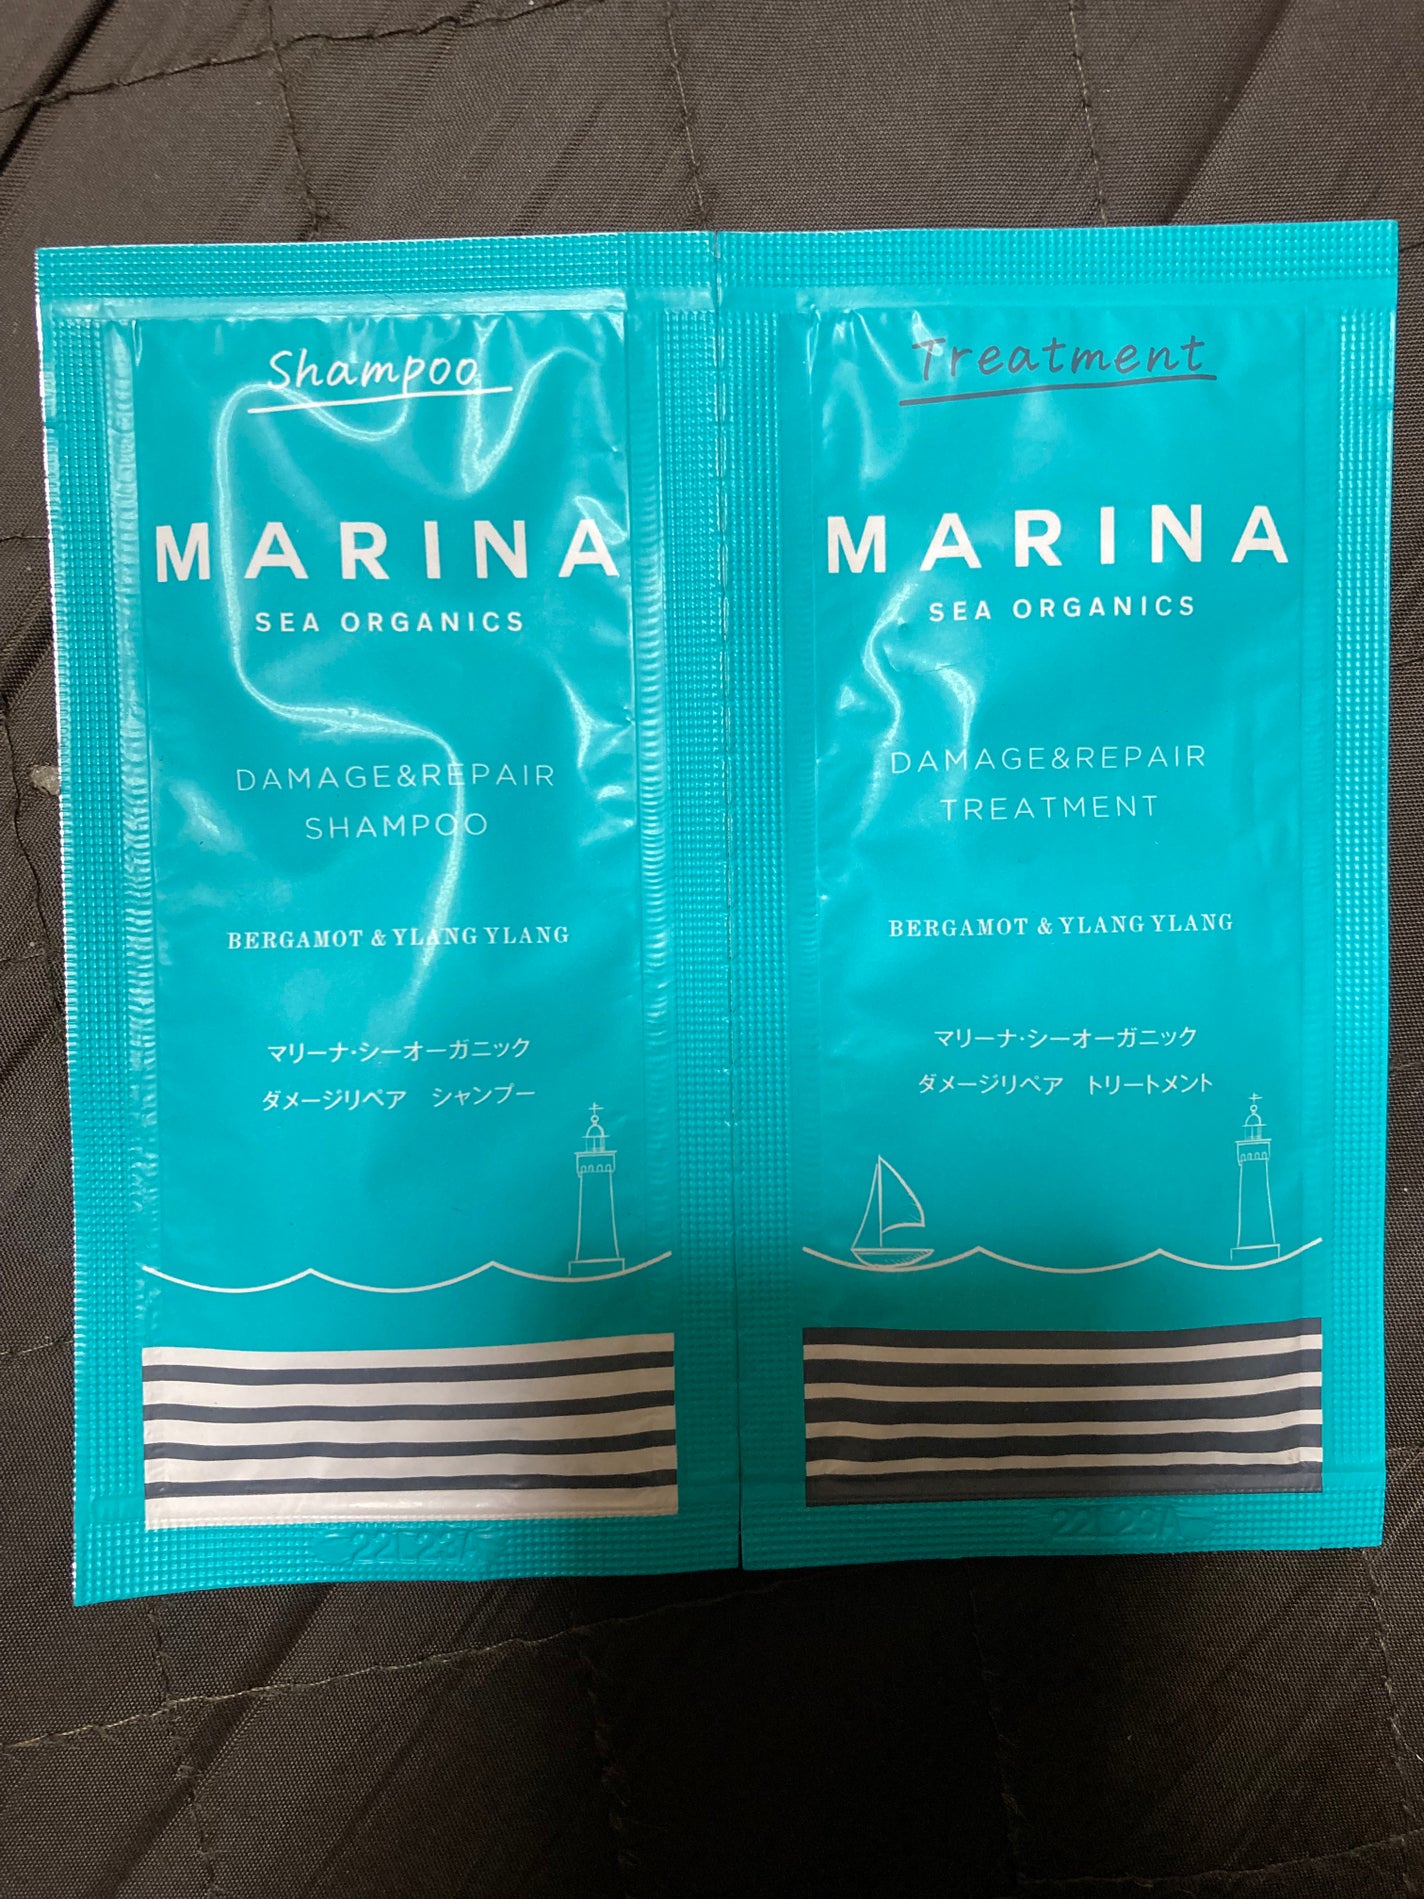 Shampoo
MARINA
SEA ORGANICS
DAMAGE&REPAIR
SHAMPOO
BERGAMOT & YLANG YLANG
マリーナ・シーオーガニック
ダメージリペア シャンプー
Treatment
MARINA
SEA ORGANICS
DAMAGE&REPAIR
TREATMENT
BERGAMOT & YLANG YLANG
マリーナ・シーオーガニック
ダメージリペア トリートメント